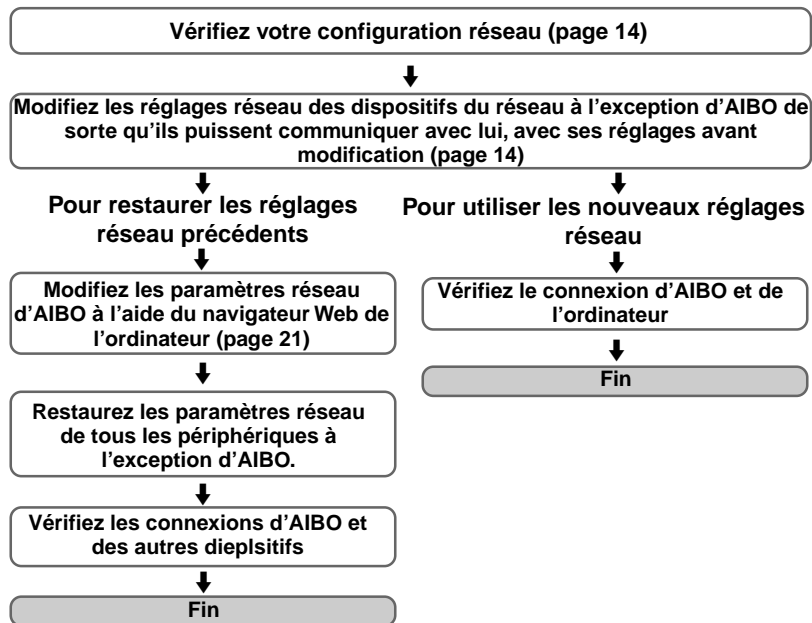 Vérifiez votre configuration réseau (page 14)
Modifiez les réglages réseau des dispositifs du réseau à l’exception d’AIBO de
sorte qu’ils puissent communiquer avec lui, avec ses réglages avant
modification (page 14)
Pour restaurer les réglages
réseau précédents
Modifiez les paramètres réseau
d’AIBO à l’aide du navigateur Web de
l’ordinateur (page 21)
Restaurez les paramètres réseau
de tous les périphériques à
l’exception d’AIBO.
Vérifiez les connexions d’AIBO et
des autres dieplsitifs
Fin
Pour utiliser les nouveaux réglages
réseau
Vérifiez le connexion d’AIBO et de
l’ordinateur
Fin